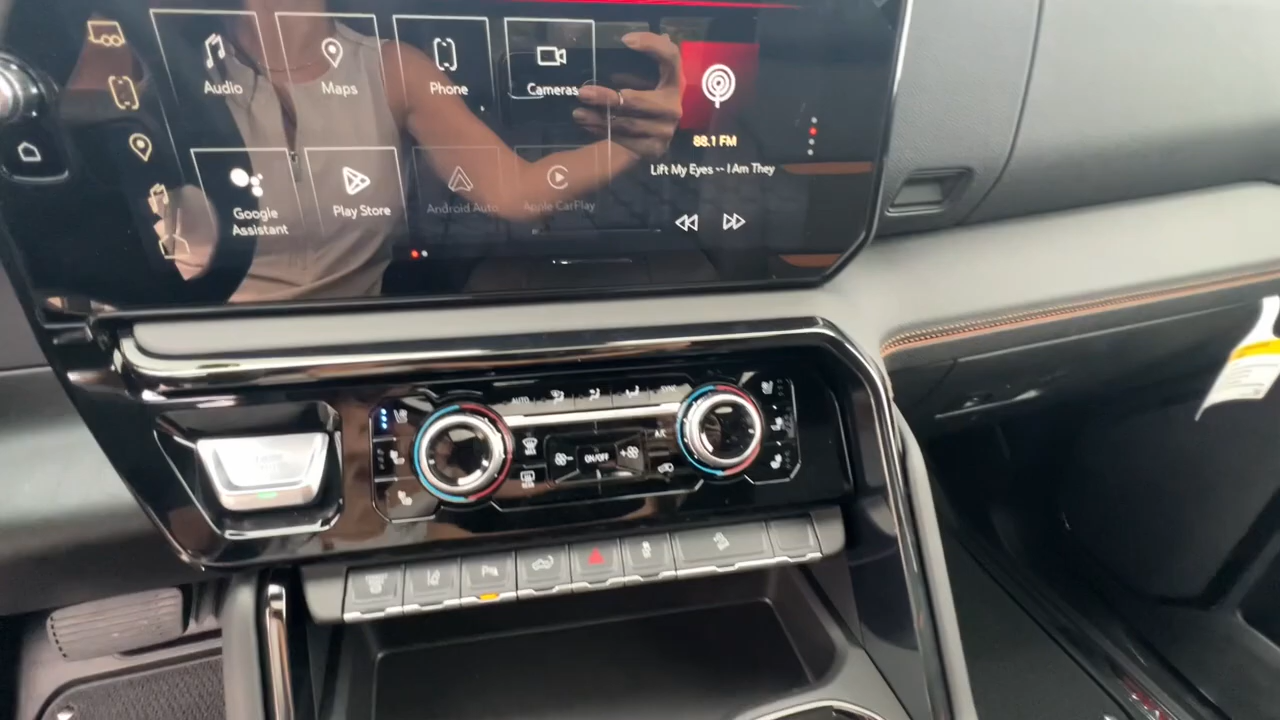 Audio
Maps
Phone
Cameras
88.1 FM
Lift My Eyes -- I Am They
Google
Assistant
Play Store
Android Auto
Apple CarPlay
AUTO
SYNC
A/C
ON/OFF